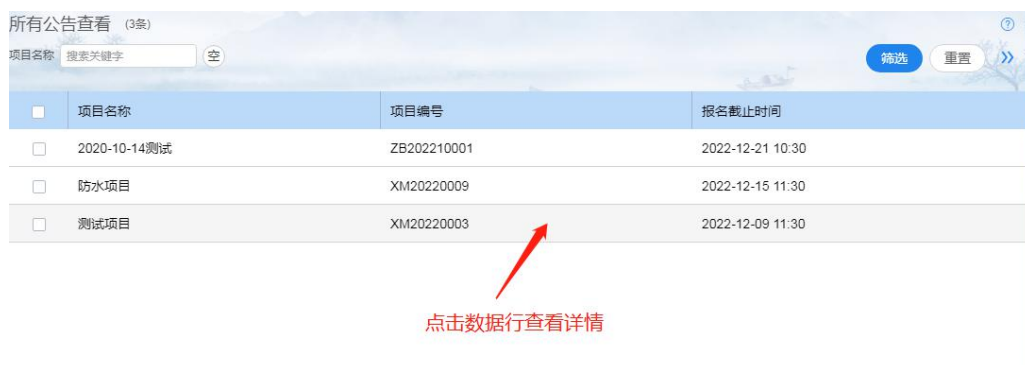 所有公告查看 (3条)
项目名称 搜素关键字 空 筛选 重置
项目名称 项目编号 报名截止时间
2020-10-14测试 ZB202210001 2022-12-21 10:30
防水项目 XM20220009 2022-12-15 11:30
测试项目 XM20220003 2022-12-09 11:30
点击数据行查看详情